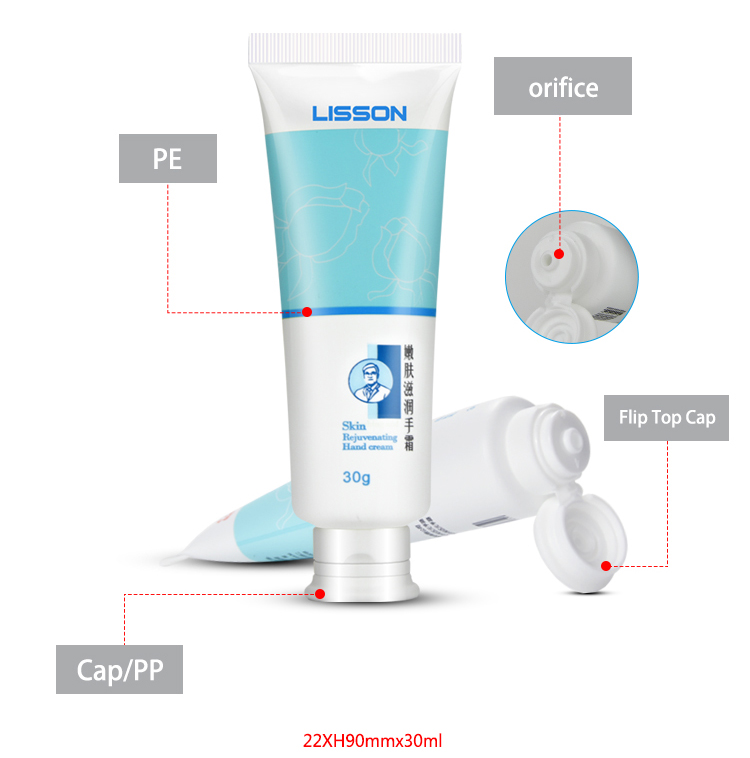 orifice
LISSON
PE
嫩肤滋润手霜
Skin
Rejuvenating
Hand cream
30g
Flip Top Cap
Cap/PP
22XH90mmx30ml